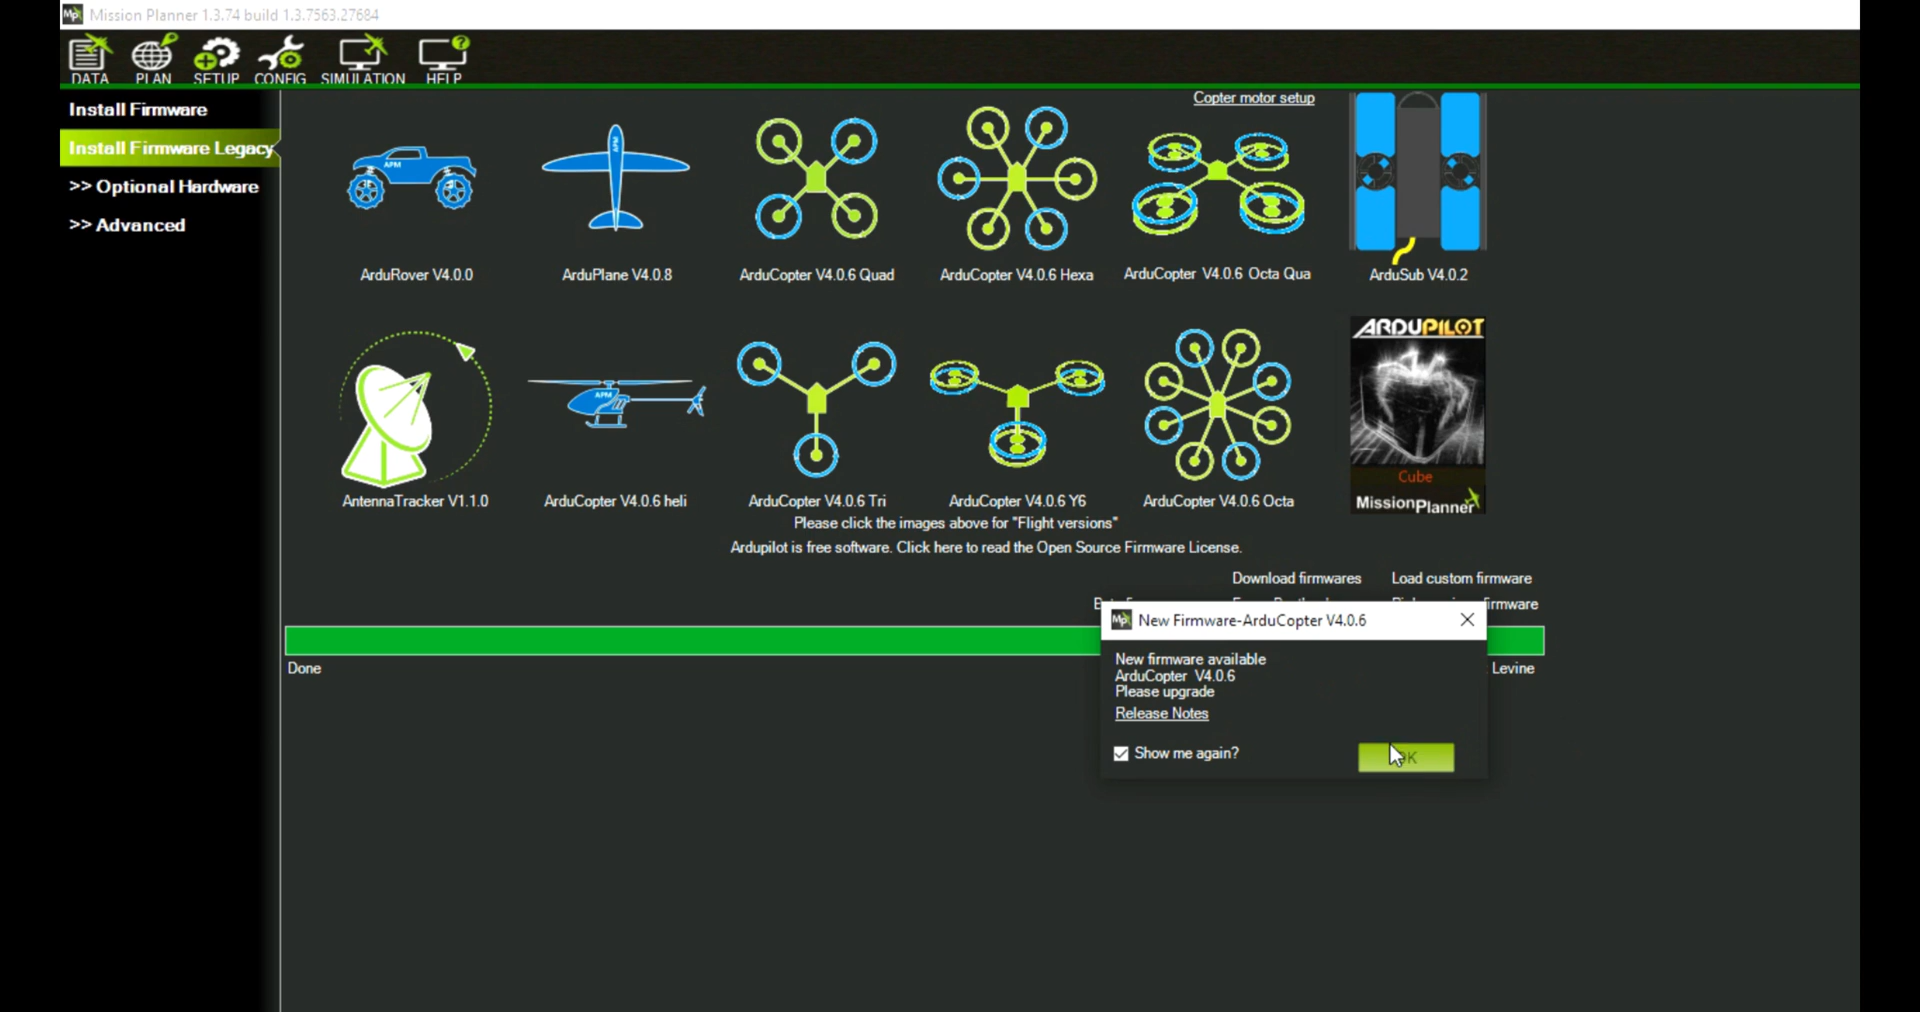 Mission Planner 1.3.74 build 1.3.7563.27684
DATA PLAN SETUP CONFIG SIMULATION HELP
Install Firmware
Install Firmware Legacy
>> Optional Hardware
>> Advanced
Copter motor setup
APM
APM
ArduRover V4.0.0
ArduPlane V4.0.8
ArduCopter V4.0.6 Quad
ArduCopter V4.0.6 Hexa
ArduCopter V4.0.6 Octa Qua
ArduSub V4.0.2
APM
ARDUPILOT
Cube
MissionPlanner
AntennaTracker V1.1.0
ArduCopter V4.0.6 heli
ArduCopter V4.0.6 Tri
ArduCopter V4.0.6 Y6
ArduCopter V4.0.6 Octa
Please click the images above for "Flight versions"
Ardupilot is free software. Click here to read the Open Source Firmware License.
Download firmwares
Load custom firmware
Done
Levine
New Firmware-ArduCopter V4.0.6
New firmware available
ArduCopter V4.0.6
Please upgrade
Release Notes
Show me again?